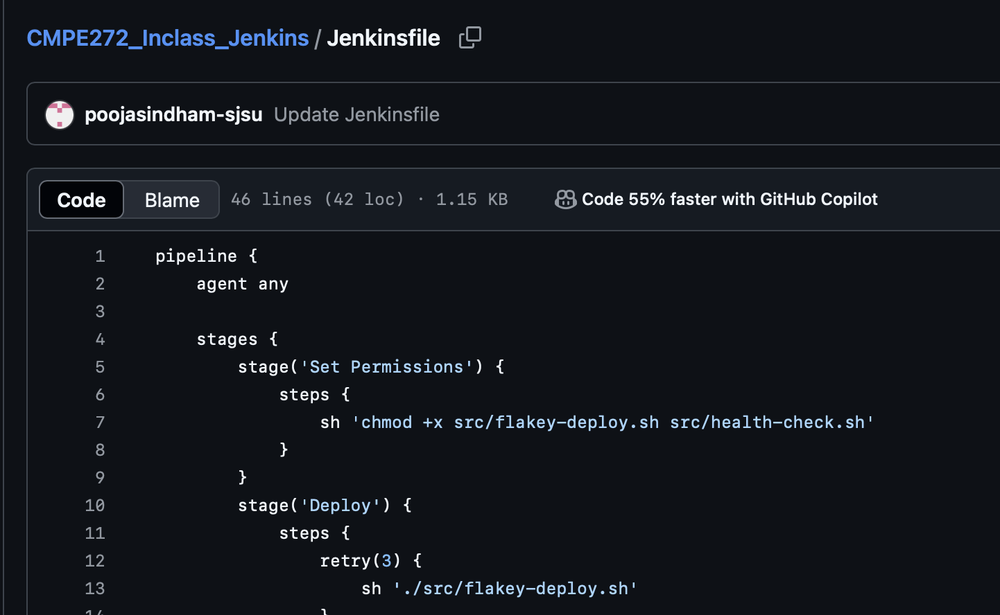 CMPE272_Inclass_Jenkins / Jenkinsfile
poojasindham-sjsu Update Jenkinsfile
Code Blame 46 lines (42 loc) · 1.15 KB Code 55% faster with GitHub Copilot
1 pipeline {
2 agent any
3
4 stages {
5 stage('Set Permissions') {
6 steps {
7 sh 'chmod +x src/flakey-deploy.sh src/health-check.sh'
8 }
9 }
10 stage('Deploy') {
11 steps {
12 retry(3) {
13 sh './src/flakey-deploy.sh'
14 }